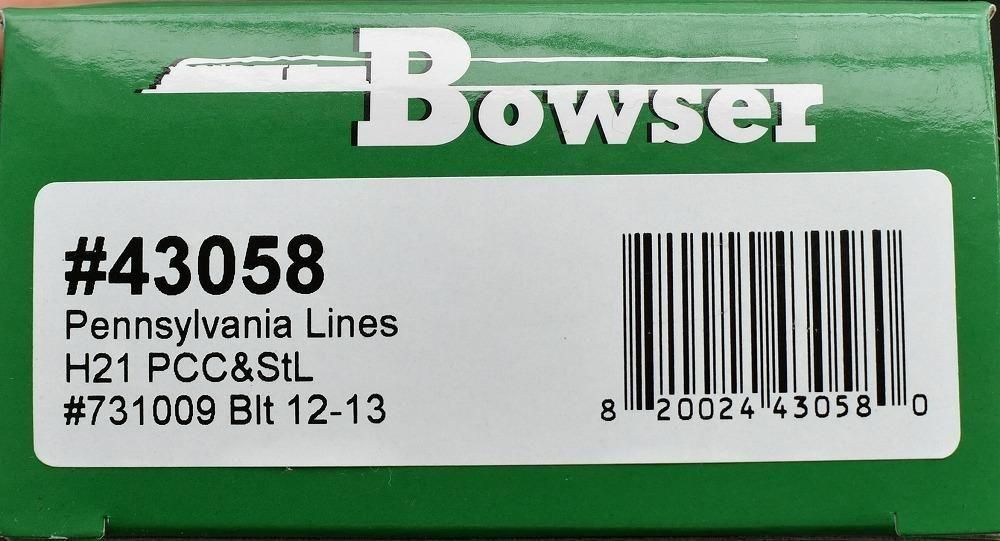 Bowser
#43058
Pennsylvania Lines
H21 PCC&StL
#731009 Blt 12-13
8 20024 43058 0